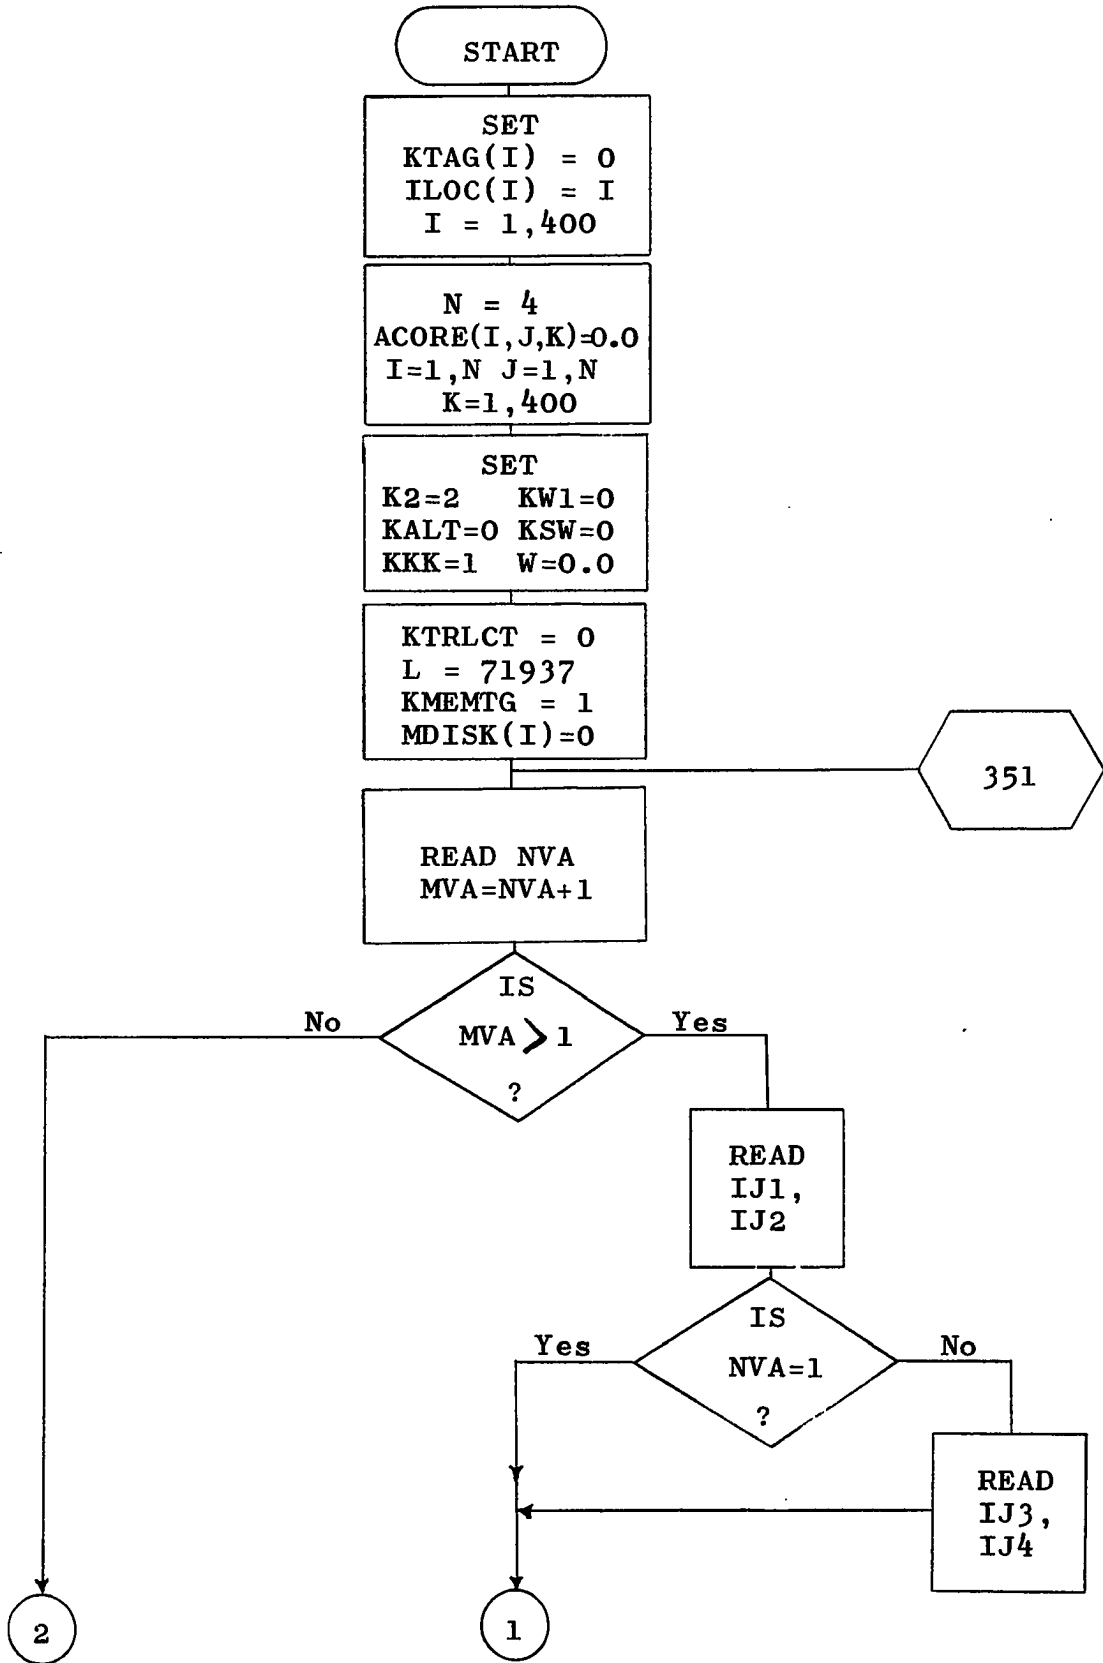 START
SET
KTAG(I) = 0
ILOC(I) = I
I = 1,400
N = 4
ACORE(I,J,K)=0.0
I=1,N J=1,N
K=1,400
SET
K2=2 KW1=0
KALT=0 KSW=0
KKK=1 W=0.0
KTRLCT = 0
L = 71937
KMEMTG = 1
MDISK(I)=0
351
READ NVA
MVA=NVA+1
IS
MVA > 1
?
No
Yes
READ
IJ1,
IJ2
IS
NVA=1
?
Yes
No
READ
IJ3,
IJ4
2
1